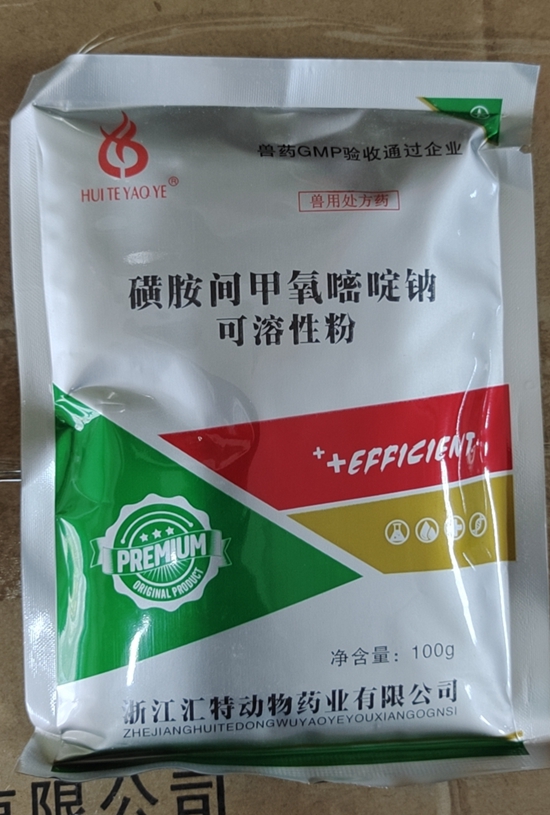 HUI TE YAO YE®
兽药GMP验收通过企业
兽用处方药
磺胺间甲氧嘧啶钠
可溶性粉
++EFFICIENT
PREMIUM
ORIGINAL PRODUCT
净含量：100g
浙江汇特动物药业有限公司
ZHEJIANGHUITEDONGWUYAOYEYOUXIANGOGNSI
有限公司